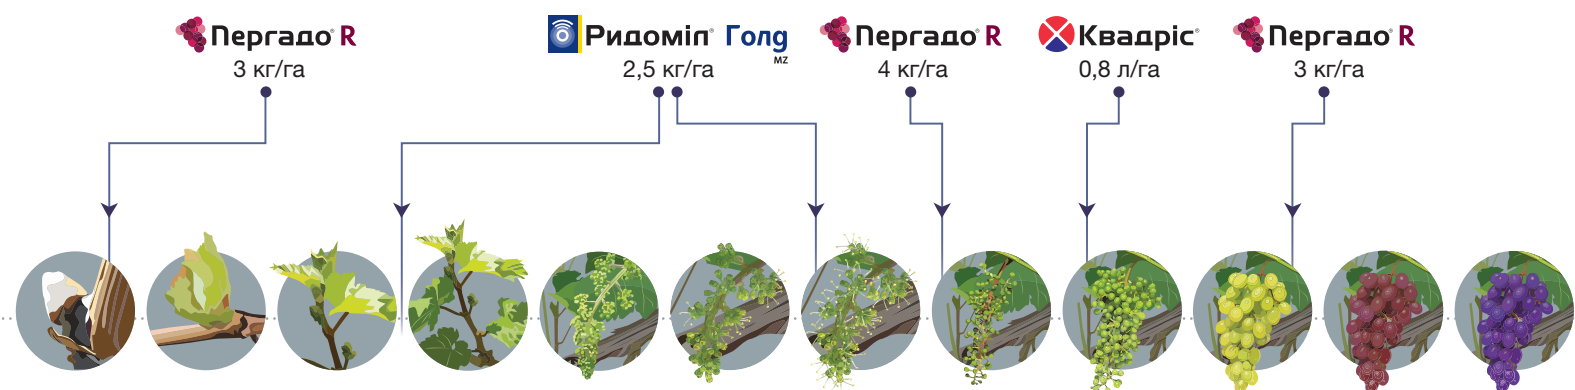 Пергадо® R
3 кг/га
Ридоміл® Голд
MZ
2,5 кг/га
Пергадо® R
4 кг/га
Квадріс®
0,8 л/га
Пергадо® R
3 кг/га